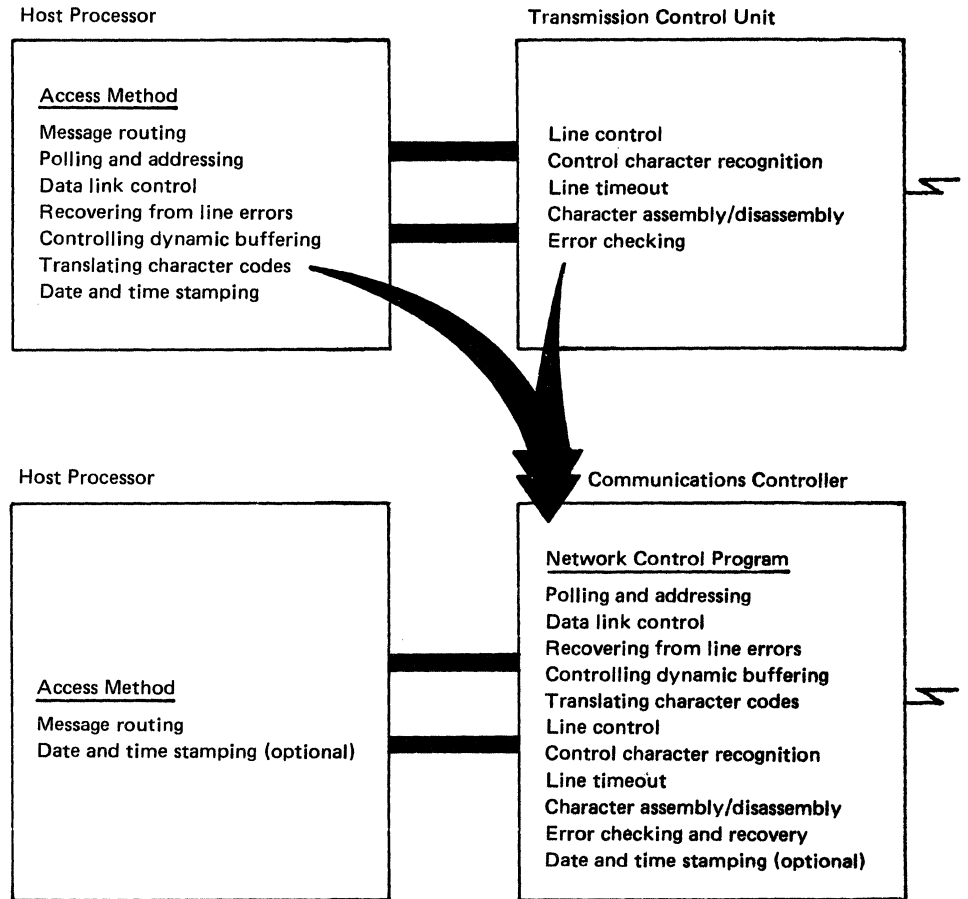 Host Processor
Transmission Control Unit
Access Method
Message routing
Polling and addressing
Data link control
Recovering from line errors
Controlling dynamic buffering
Translating character codes
Date and time stamping
Line control
Control character recognition
Line timeout
Character assembly/disassembly
Error checking
Host Processor
Communications Controller
Access Method
Message routing
Date and time stamping (optional)
Network Control Program
Polling and addressing
Data link control
Recovering from line errors
Controlling dynamic buffering
Translating character codes
Line control
Control character recognition
Line timeout
Character assembly/disassembly
Error checking and recovery
Date and time stamping (optional)